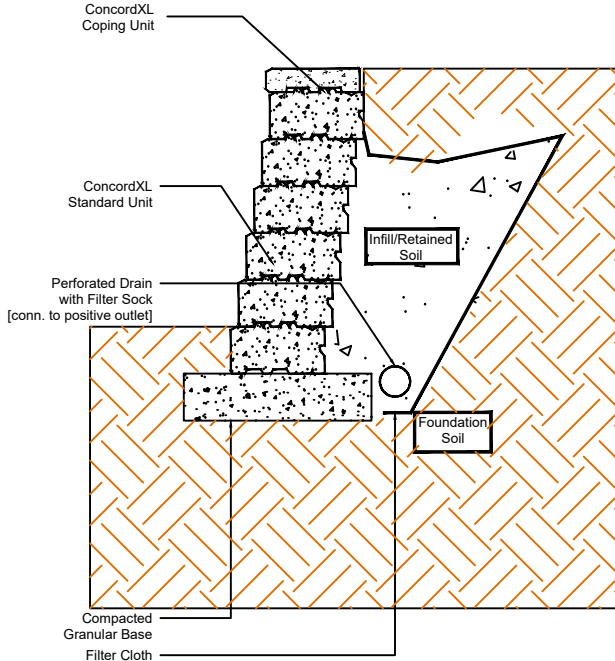 ConcordXL
Coping Unit
ConcordXL
Standard Unit
Infill/Retained
Soil
Perforated Drain
with Filter Sock
[conn. to positive outlet]
Foundation
Soil
Compacted
Granular Base
Filter Cloth